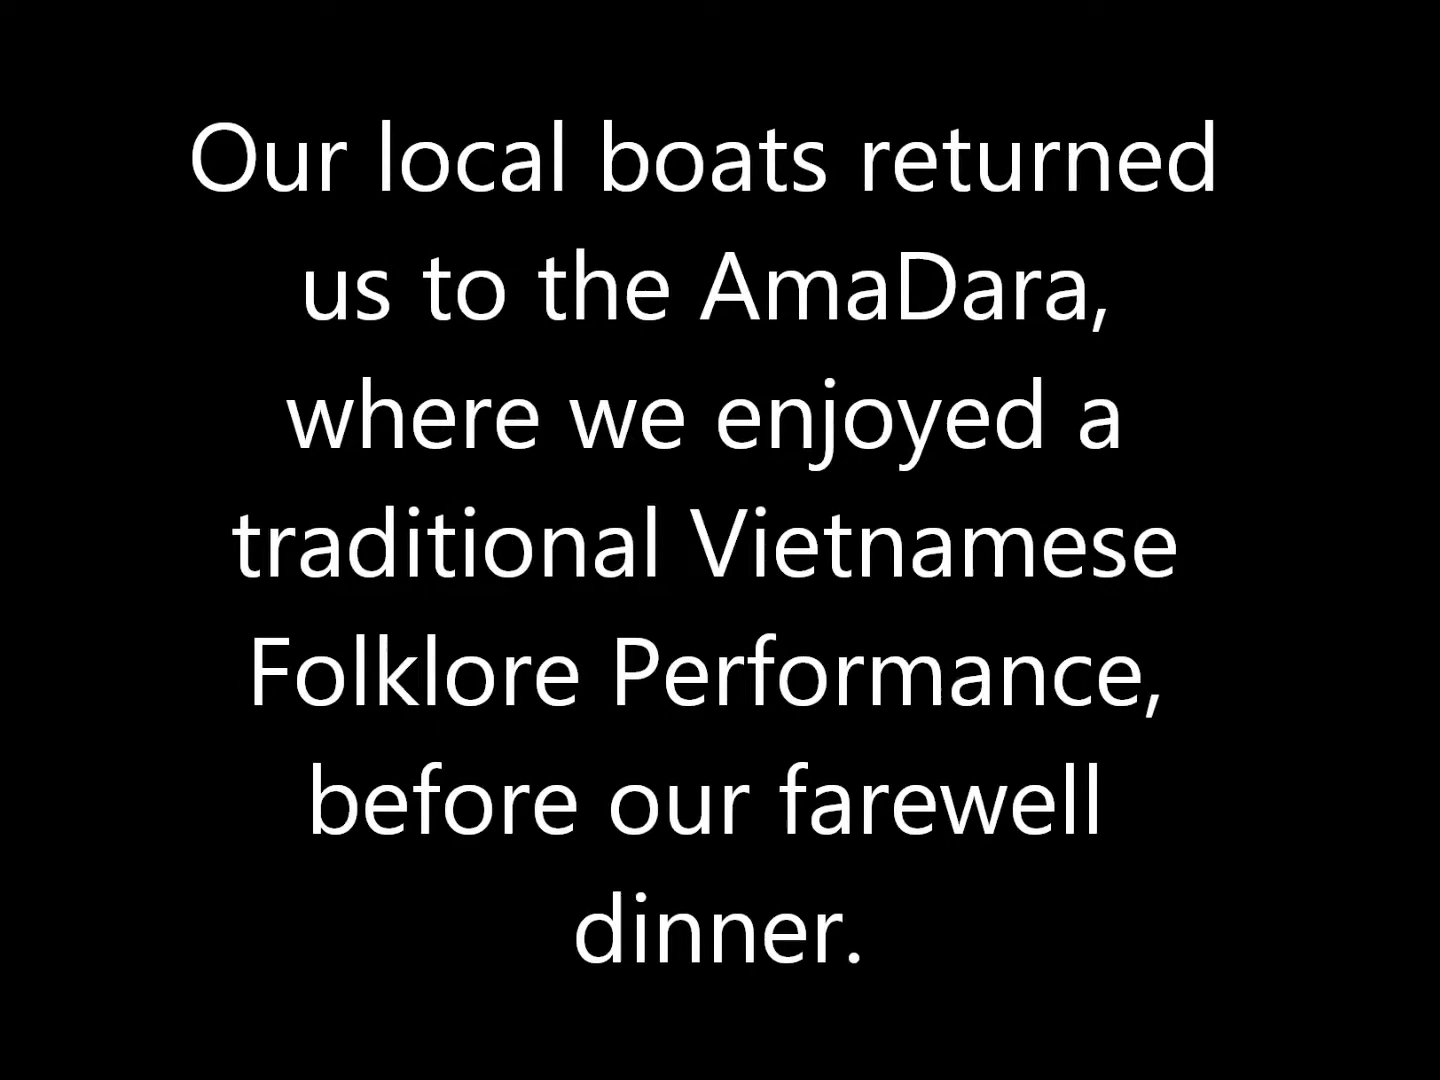 Our local boats returned
us to the AmaDara,
where we enjoyed a
traditional Vietnamese
Folklore Performance,
before our farewell
dinner.